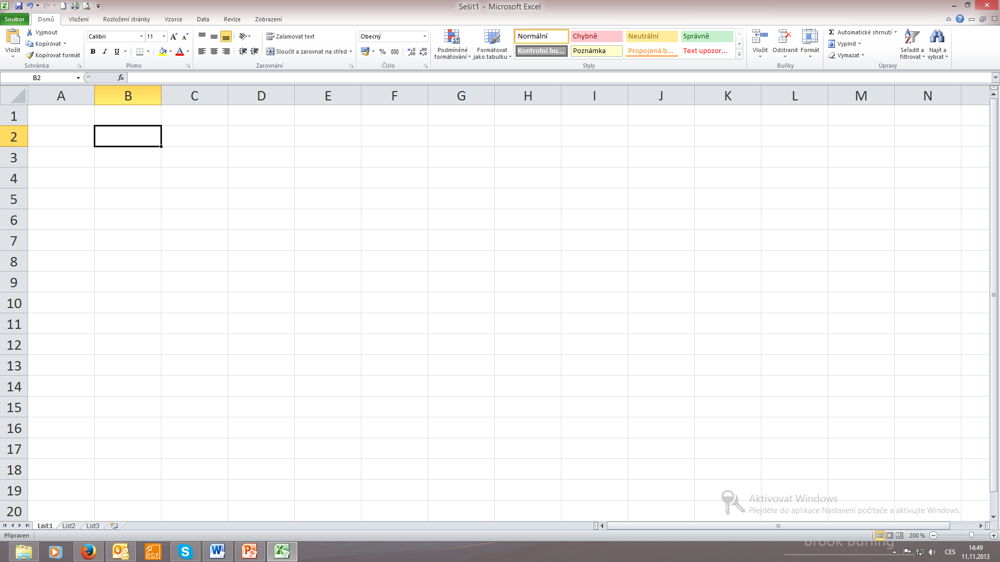 Sešit1 - Microsoft Excel
Soubor Domů Vložení Rozložení stránky Vzorce Data Revize Zobrazení
Vložit
Vyjmout
Kopírovat
Kopírovat formát
Schránka
Calibri 11
B I U
Písmo
Zalamovat text
Sloučit a zarovnat na střed
Zarovnání
Obecný
% 000
Číslo
Podmíněné formátování
Formátovat jako tabulku
Normální Chybně Neutrální Správně
Kontrolní bu... Poznámka Propojená b... Text upozor...
Styly
Vložit Odstranit Formát
Buňky
Σ Automatické shrnutí
Vyplnit
Vymazat
Seřadit a filtrovat
Najít a vybrat
Úpravy
B2 fx
A B C D E F G H I J K L M N
1
2
3
4
5
6
7
8
9
10
11
12
13
14
15
16
17
18
19
20
Aktivovat Windows
Přejděte do aplikace Nastavení počítače a aktivujte Windows.
List1 List2 List3
Připraven 200 %
CES 14:49
11.11.2013